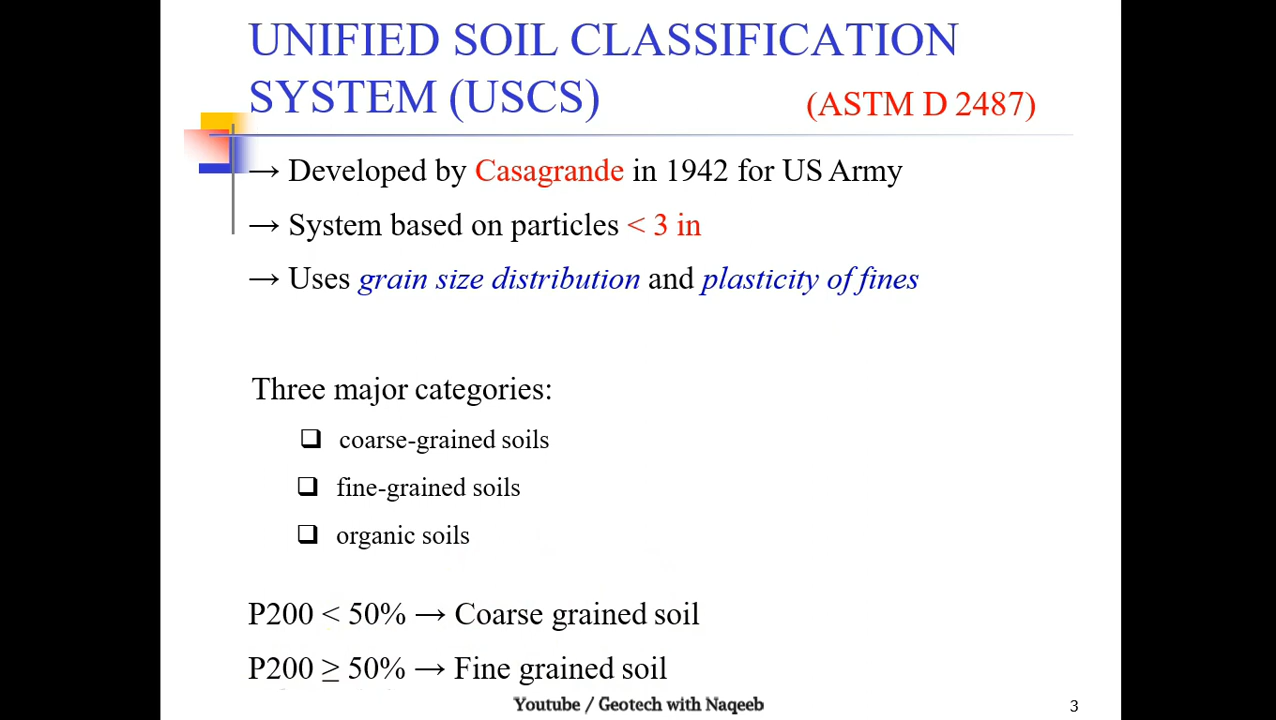 UNIFIED SOIL CLASSIFICATION
SYSTEM (USCS) (ASTM D 2487)
→ Developed by Casagrande in 1942 for US Army
→ System based on particles < 3 in
→ Uses grain size distribution and plasticity of fines
Three major categories:
❑ coarse-grained soils
❑ fine-grained soils
❑ organic soils
P200 < 50% → Coarse grained soil
P200 ≥ 50% → Fine grained soil
Youtube / Geotech with Naqeeb 3